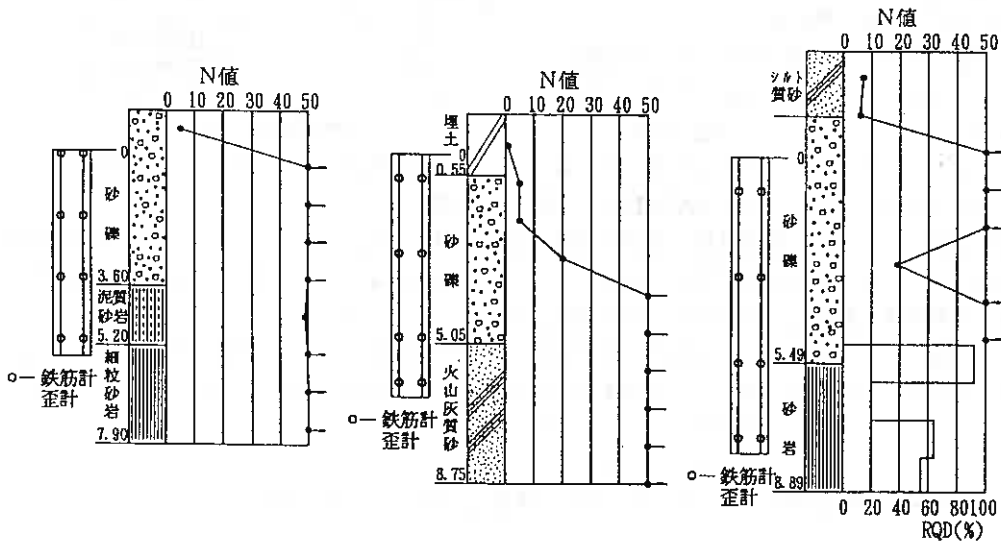 N値
0 10 20 30 40 50
0
砂
礫
3.60
泥質
砂岩
5.20
細
粒
砂
岩
7.90
o— 鉄筋計
歪計
N値
0 10 20 30 40 50
埋
土
0
0.55
砂
礫
5.05
火
山
灰
質
砂
8.75
o— 鉄筋計
歪計
N値
0 10 20 30 40 50
シルト
質砂
0
砂
礫
5.49
砂
岩
8.89
o— 鉄筋計
歪計
0 20 40 60 80 100
RQD(%)